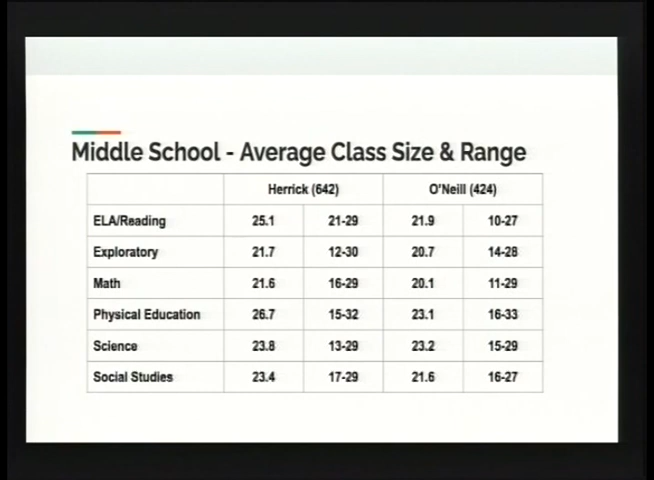 Middle School - Average Class Size & Range
Herrick (642) O'Neill (424)
ELA/Reading 25.1 21-29 21.9 10-27
Exploratory 21.7 12-30 20.7 14-28
Math 21.6 16-29 20.1 11-29
Physical Education 26.7 15-32 23.1 16-33
Science 23.8 13-29 23.2 15-29
Social Studies 23.4 17-29 21.6 16-27